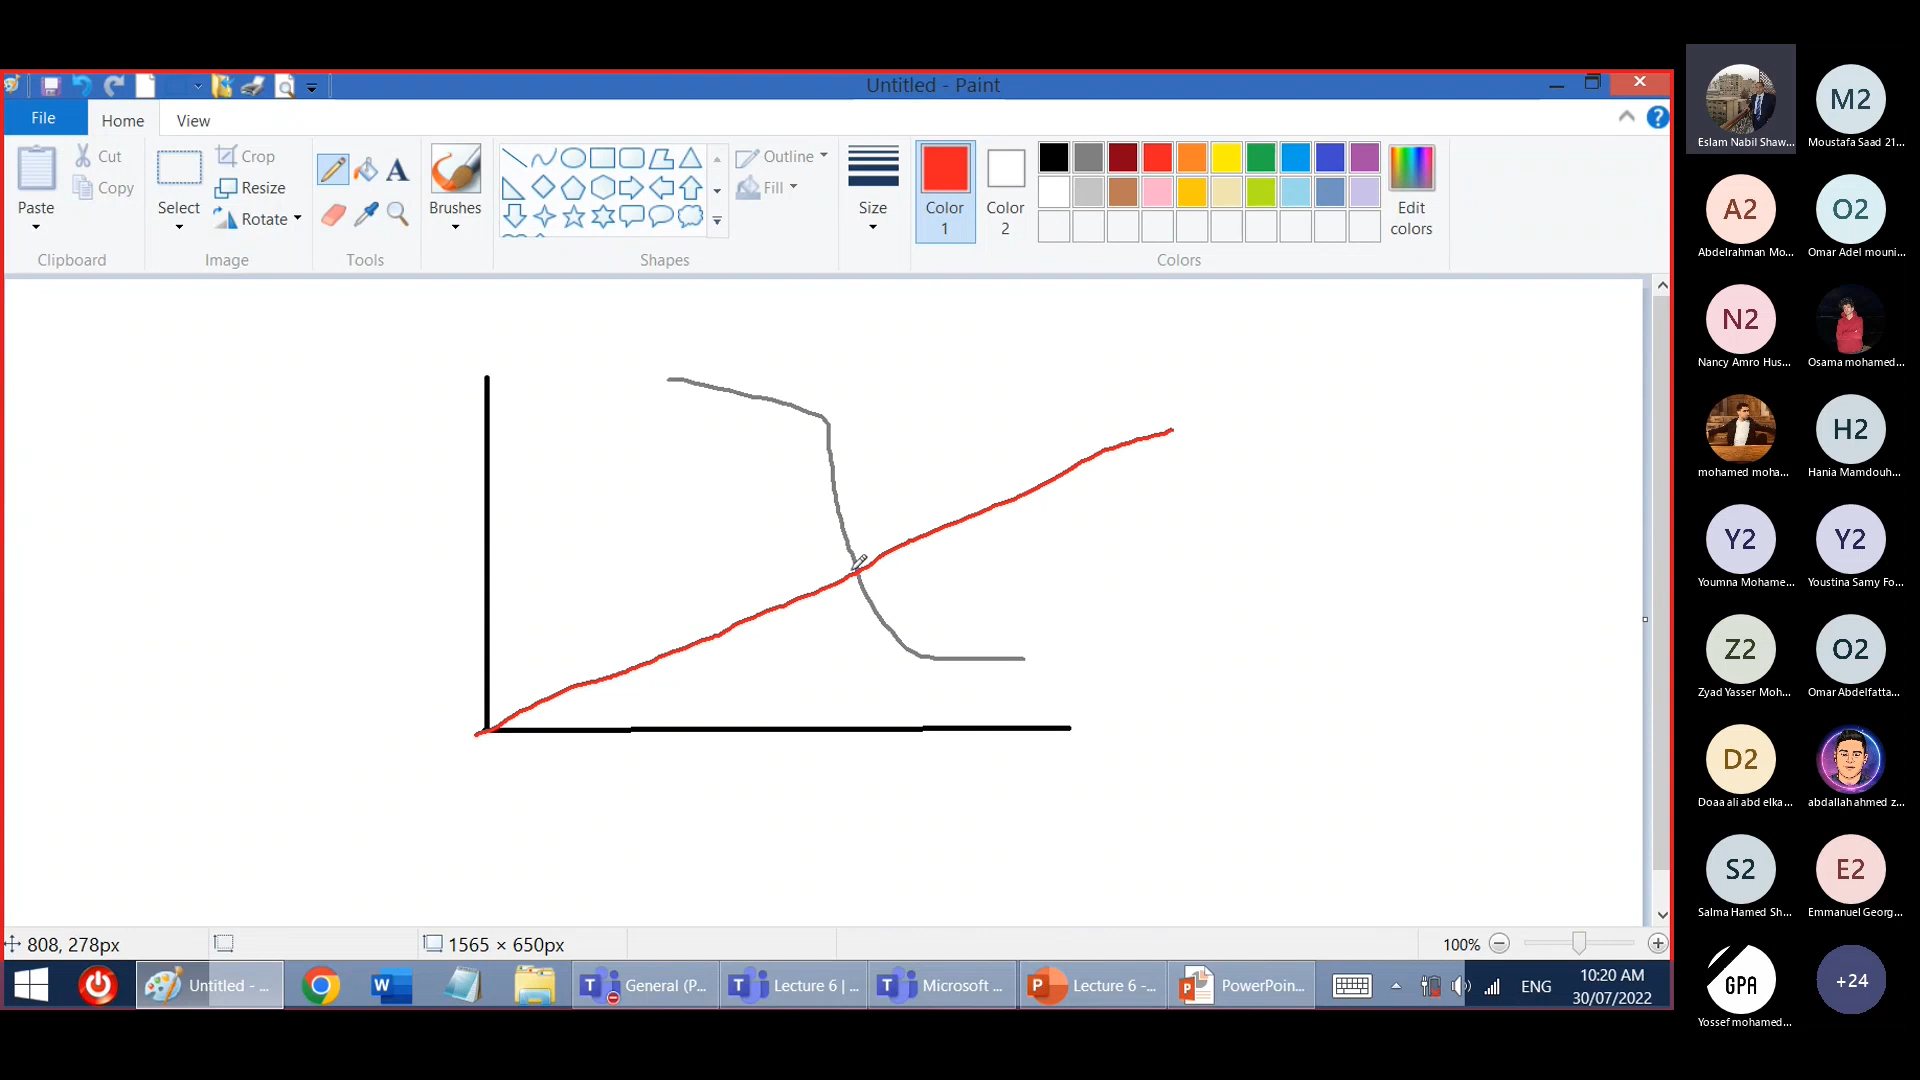 Untitled - Paint
File
Home
View
Paste
Cut
Copy
Clipboard
Select
Crop
Resize
Rotate
Image
A
Tools
Brushes
Shapes
Outline
Fill
Size
Color
1
Color
2
Edit
colors
Colors
?
808, 278px
1565 × 650px
100%
Untitled - ...
W
T
General (P...
T
Lecture 6 | ...
T
Microsoft ...
P
Lecture 6 -...
P
PowerPoin...
ENG
10:20 AM
30/07/2022
Eslam Nabil Shaw...
M2
Moustafa Saad 21...
A2
Abdelrahman Mo...
O2
Omar Adel mouni...
N2
Nancy Amro Hus...
Osama mohamed...
mohamed moha...
H2
Hania Mamdouh...
Y2
Youmna Mohame...
Y2
Youstina Samy Fo...
Z2
Zyad Yasser Moh...
O2
Omar Abdelfatta...
D2
Doaa ali abd elka...
abdallah ahmed z...
S2
Salma Hamed Sh...
E2
Emmanuel Georg...
GPA
Yossef mohamed...
+24